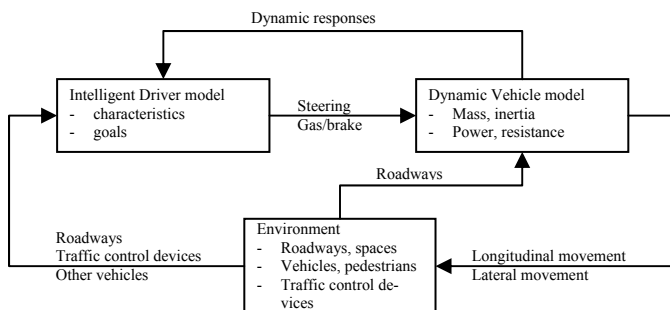 Dynamic responses
Intelligent Driver model
- characteristics
- goals
Steering
Gas/brake
Dynamic Vehicle model
- Mass, inertia
- Power, resistance
Roadways
Environment
- Roadways, spaces
- Vehicles, pedestrians
- Traffic control de-
vices
Roadways
Traffic control devices
Other vehicles
Longitudinal movement
Lateral movement